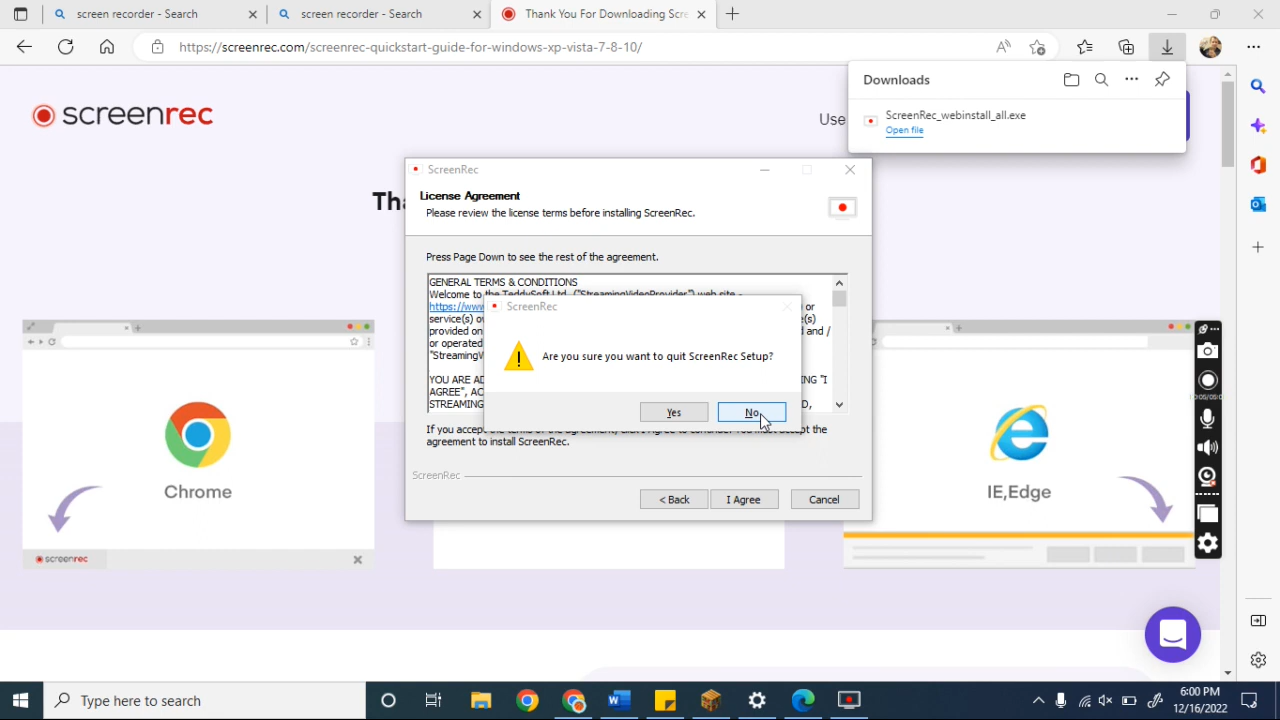 screen recorder - Search
screen recorder - Search
Thank You For Downloading Scre
https://screenrec.com/screenrec-quickstart-guide-for-windows-xp-vista-7-8-10/
screenrec
Use
Downloads
ScreenRec_webinstall_all.exe
Open file
ScreenRec
License Agreement
Please review the license terms before installing ScreenRec.
Press Page Down to see the rest of the agreement.
GENERAL TERMS & CONDITIONS
Welcome to the TeddySoft Ltd. ("StreamingVideoProvider") web site -
https://www
or
service(s) o
e(s)
provided on
d and /
or operated
"StreamingV
YOU ARE AD
NG "I
AGREE", AC
STREAMING
D,
ScreenRec
Are you sure you want to quit ScreenRec Setup?
Yes
No
If you accept the terms of the agreement, click I Agree to continue. You must accept the
agreement to install ScreenRec.
ScreenRec
< Back
I Agree
Cancel
Chrome
screenrec
IE,Edge
Type here to search
6:00 PM
12/16/2022